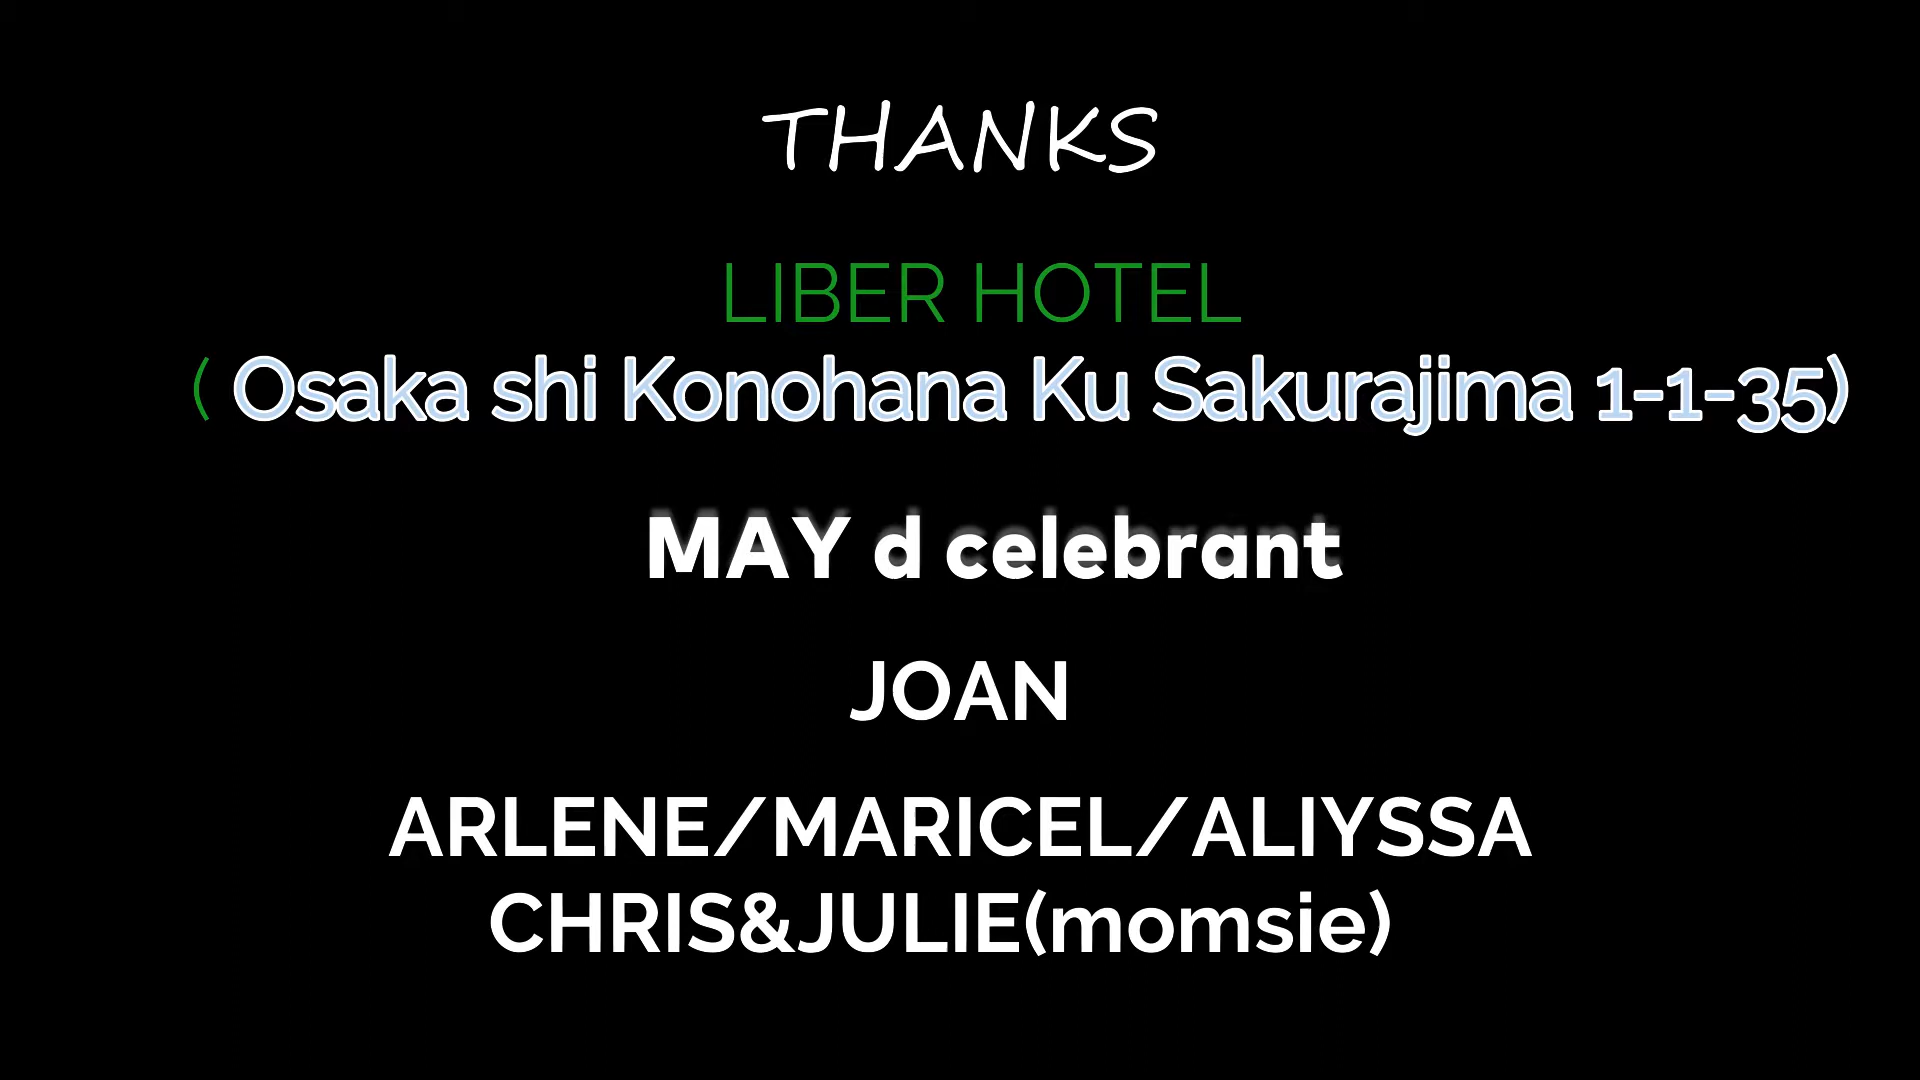 THANKS
LIBER HOTEL
( Osaka shi Konohana Ku Sakurajima 1-1-35)
MAY d celebrant
JOAN
ARLENE/MARICEL/ALIYSSA
CHRIS&JULIE(momsie)